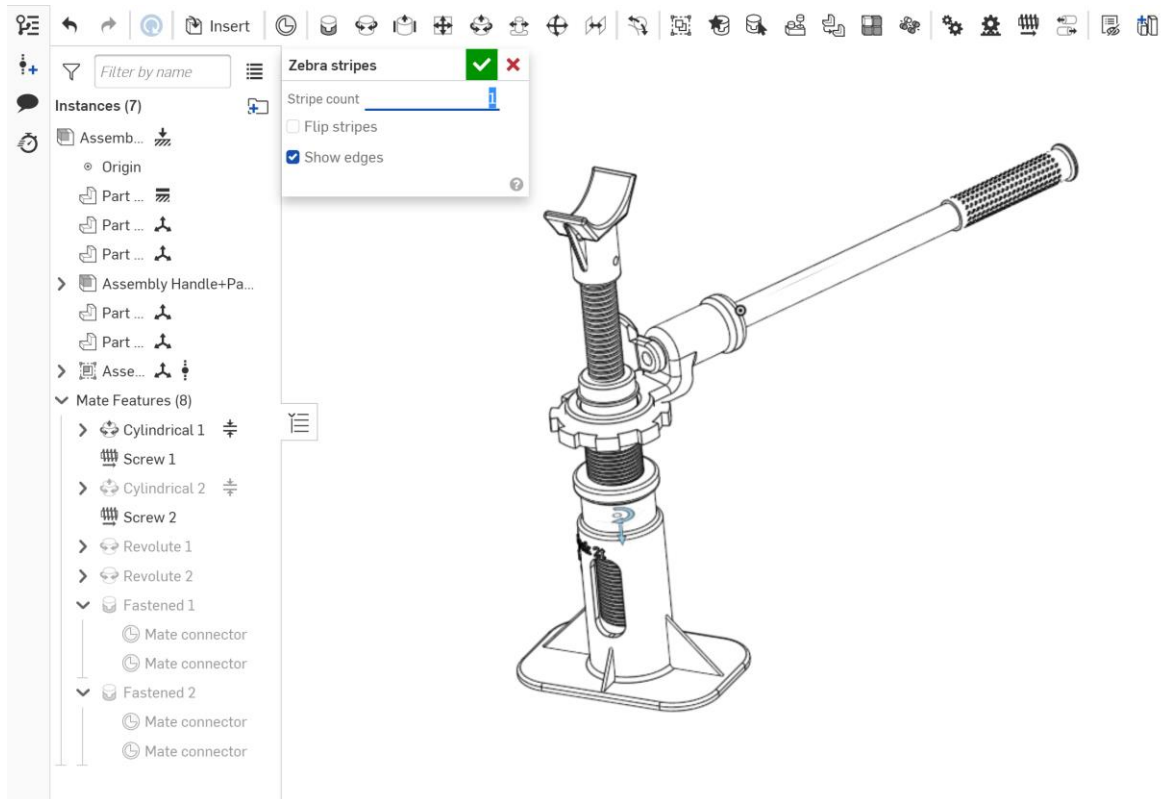 Insert
Filter by name
Zebra stripes
Stripe count 1
Flip stripes
Show edges
Instances (7)
Assemb...
Origin
Part ...
Part ...
Part ...
Assembly Handle+Pa...
Part ...
Part ...
Asse...
Mate Features (8)
Cylindrical 1
Screw 1
Cylindrical 2
Screw 2
Revolute 1
Revolute 2
Fastened 1
Mate connector
Mate connector
Fastened 2
Mate connector
Mate connector